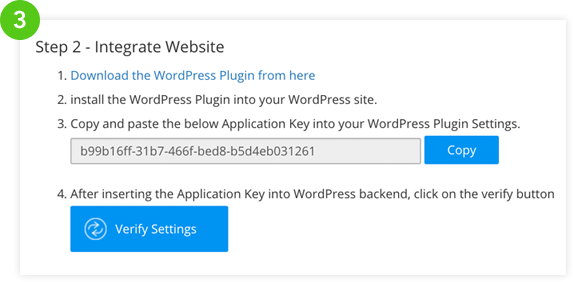 3
Step 2 - Integrate Website
1. Download the WordPress Plugin from here
2. install the WordPress Plugin into your WordPress site.
3. Copy and paste the below Application Key into your WordPress Plugin Settings.
b99b16ff-31b7-466f-bed8-b5d4eb031261 Copy
4. After inserting the Application Key into WordPress backend, click on the verify button
Verify Settings